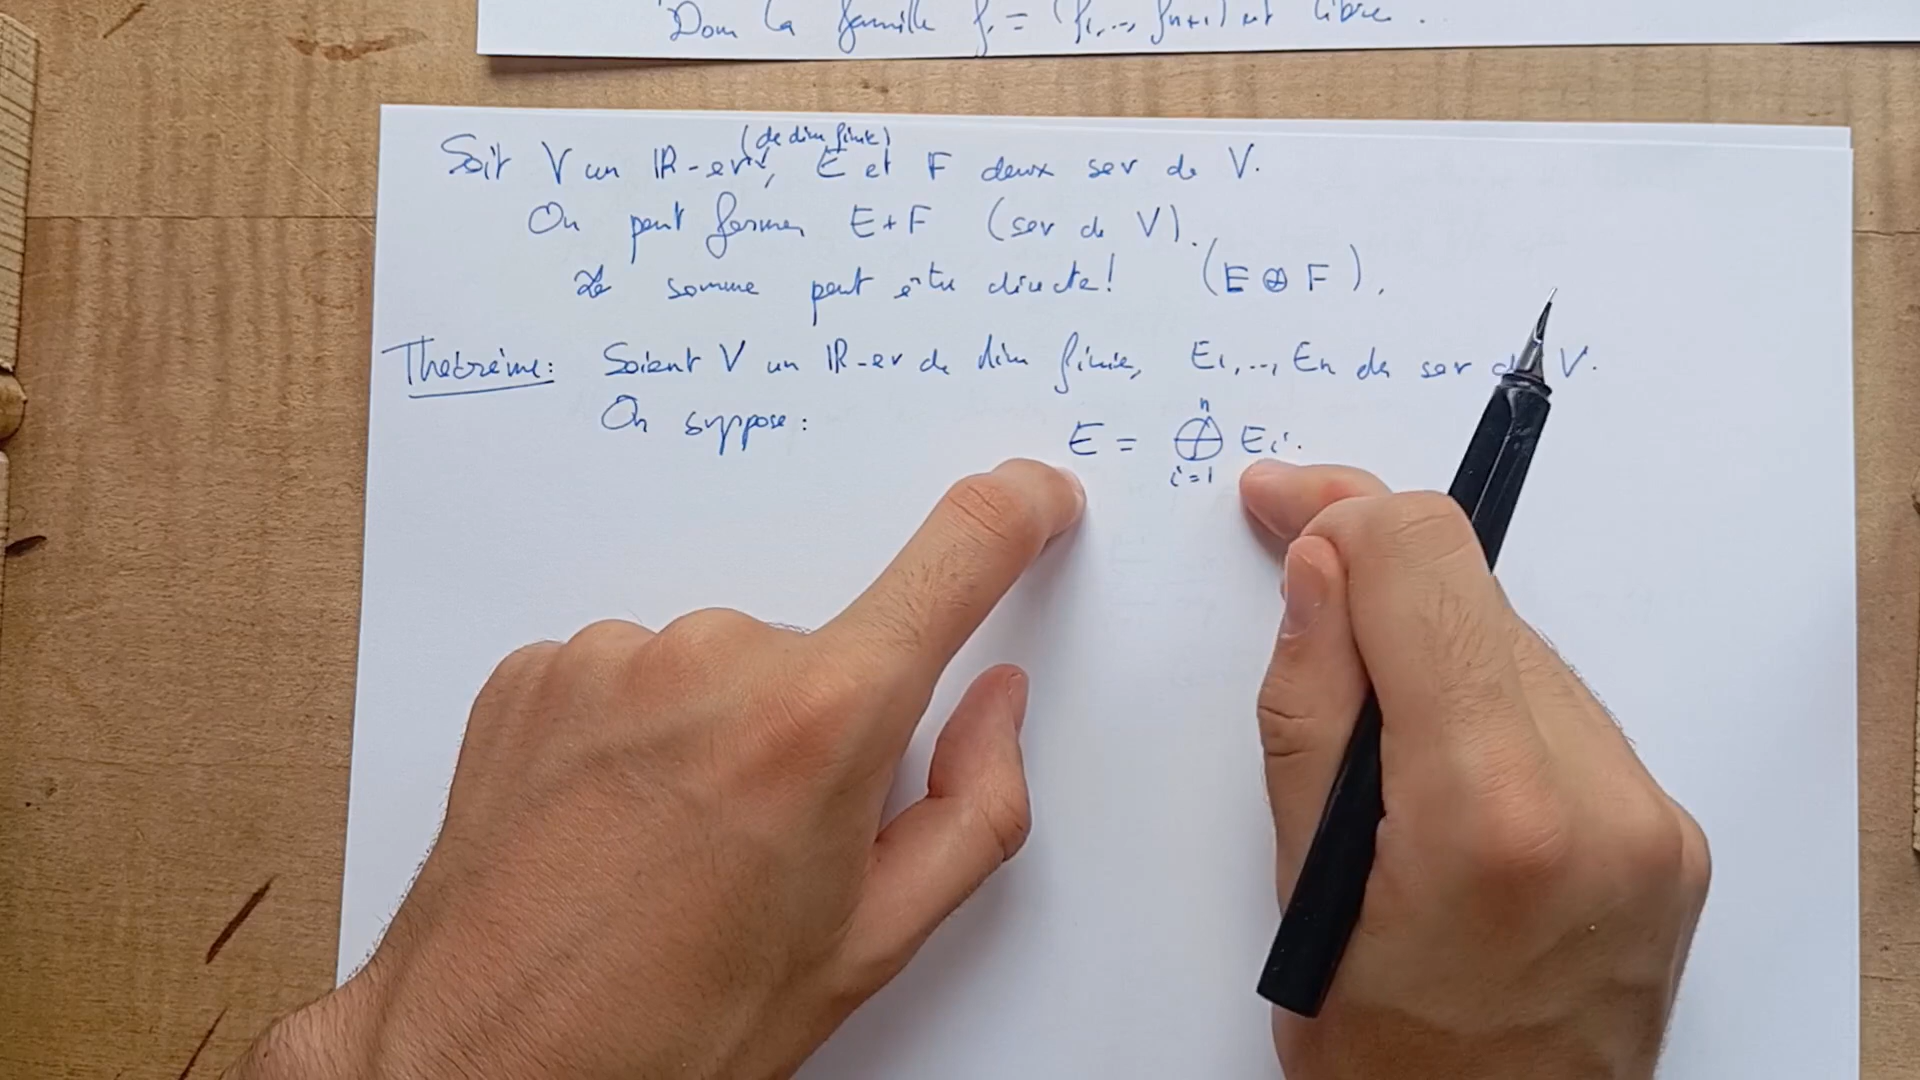 Donc la famille f, = (f1,.., fn+1) est libre.
(de dim finie)
Soit V un IR-ev, E et F deux sev de V.
On peut former E+F (sev de V).
La somme peut être directe! (E ⊕ F).
Théorème: Soient V un IR-ev de dim finie, E1,.., En des sev de V.
On suppose: E = ⊕ Ei.
n
i=1